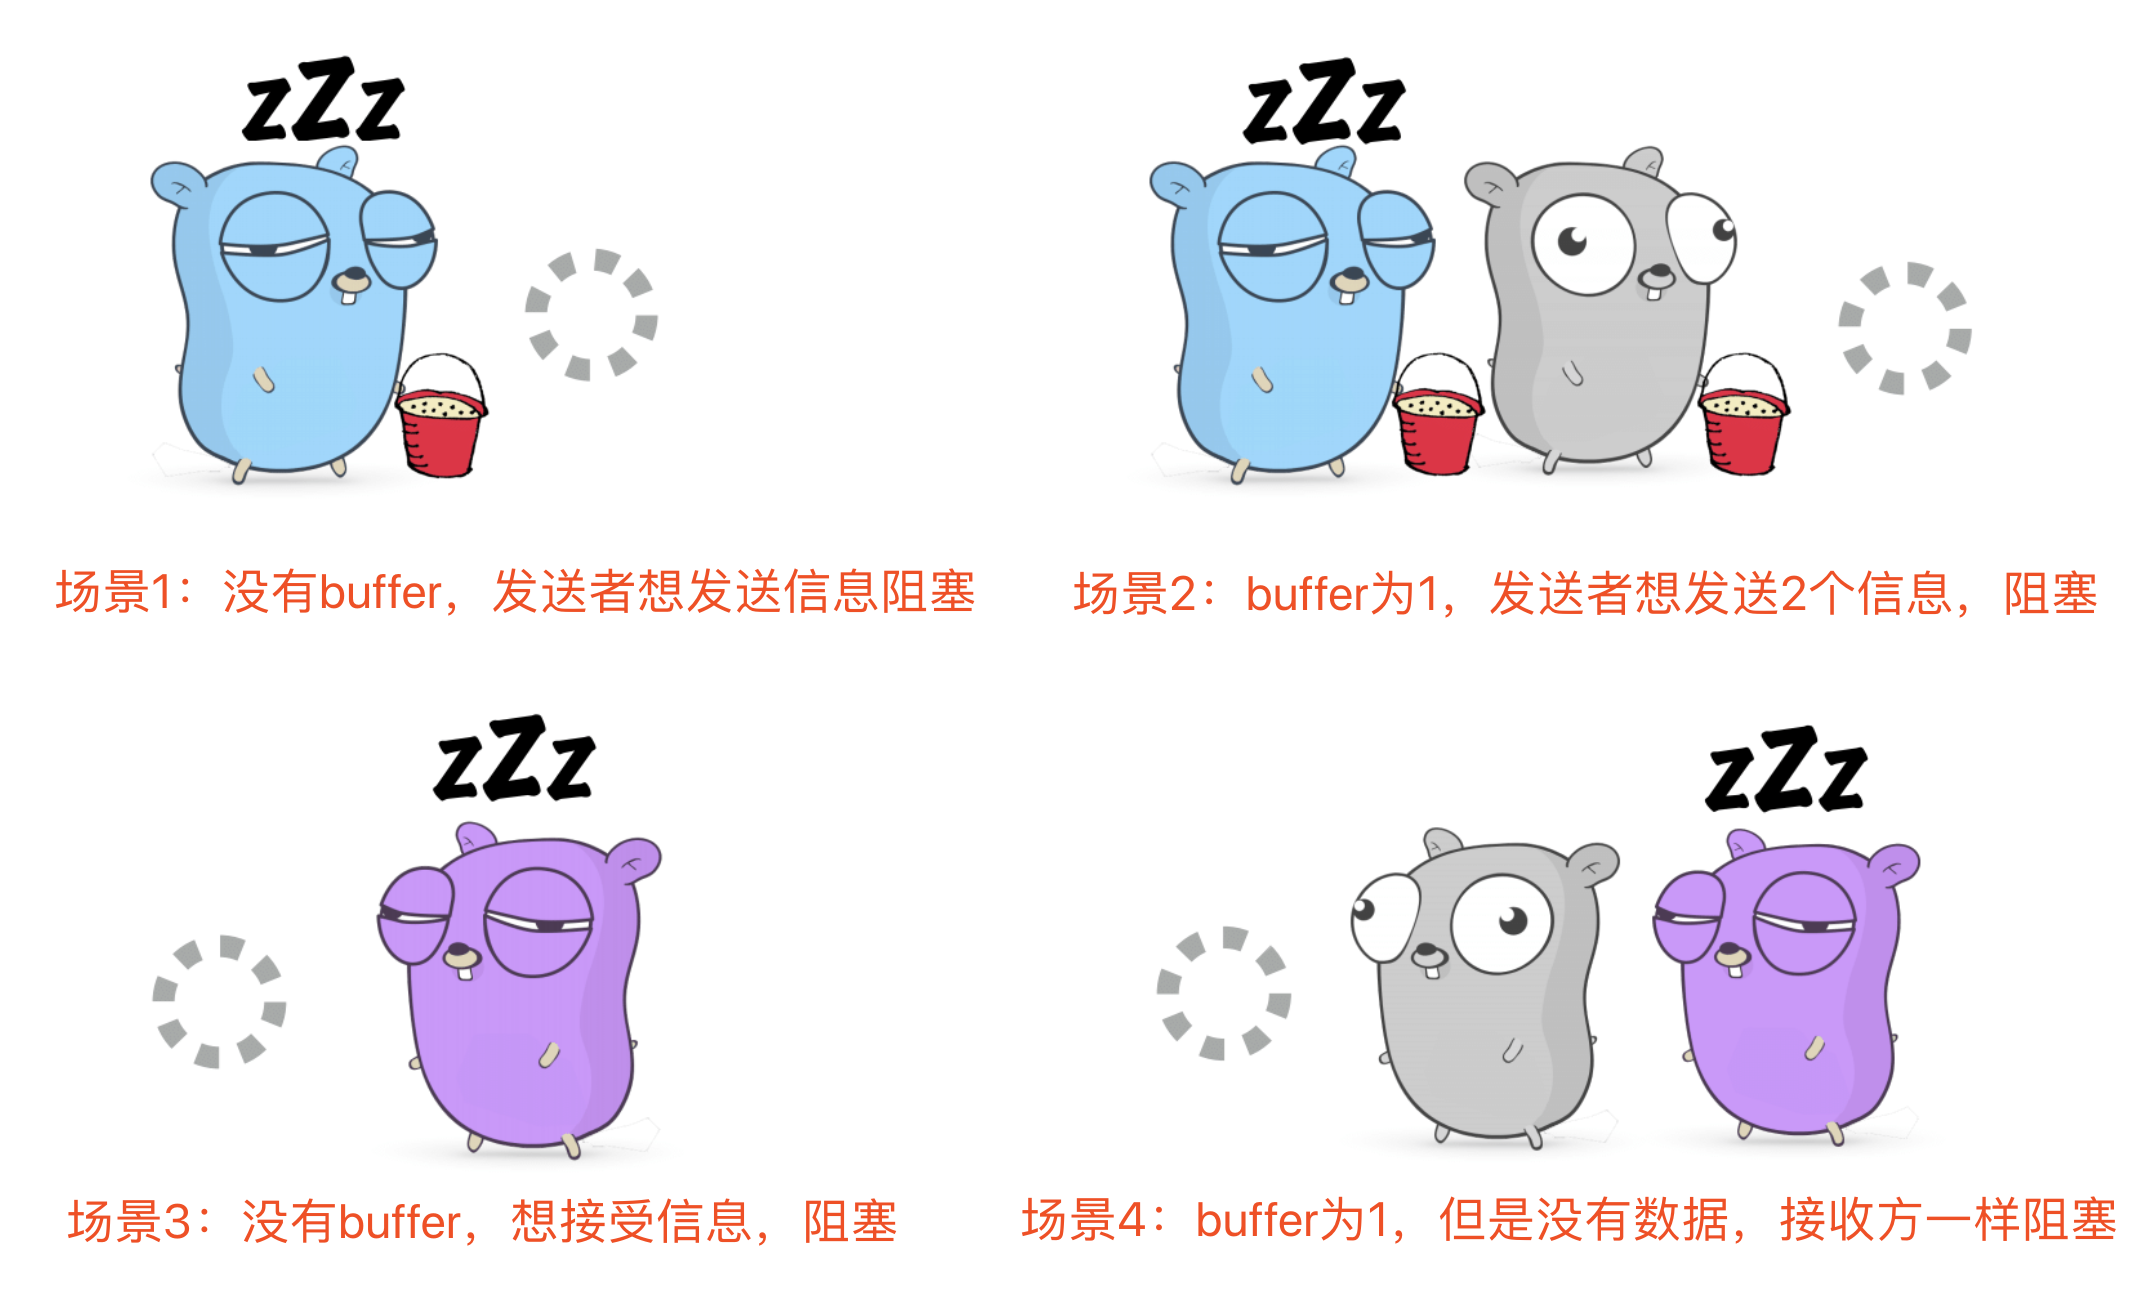 zZz
zZz
场景1：没有buffer，发送者想发送信息阻塞
场景2：buffer为1，发送者想发送2个信息，阻塞
zZz
zZz
场景3：没有buffer，想接受信息，阻塞
场景4：buffer为1，但是没有数据，接收方一样阻塞